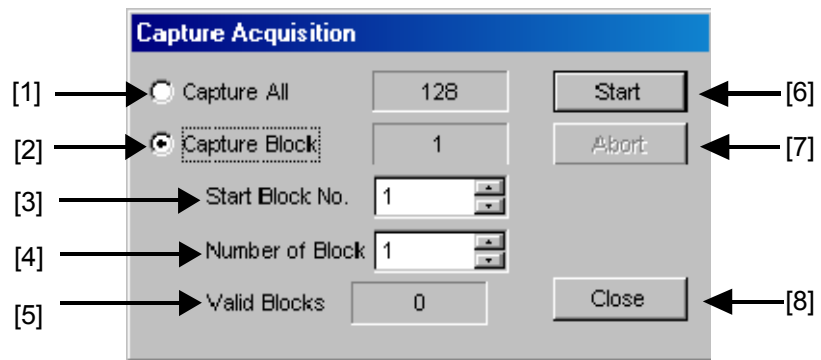 Capture Acquisition
[1] Capture All 128 Start [6]
[2] Capture Block 1 Abort [7]
[3] Start Block No. 1
[4] Number of Block 1
[5] Valid Blocks 0 Close [8]